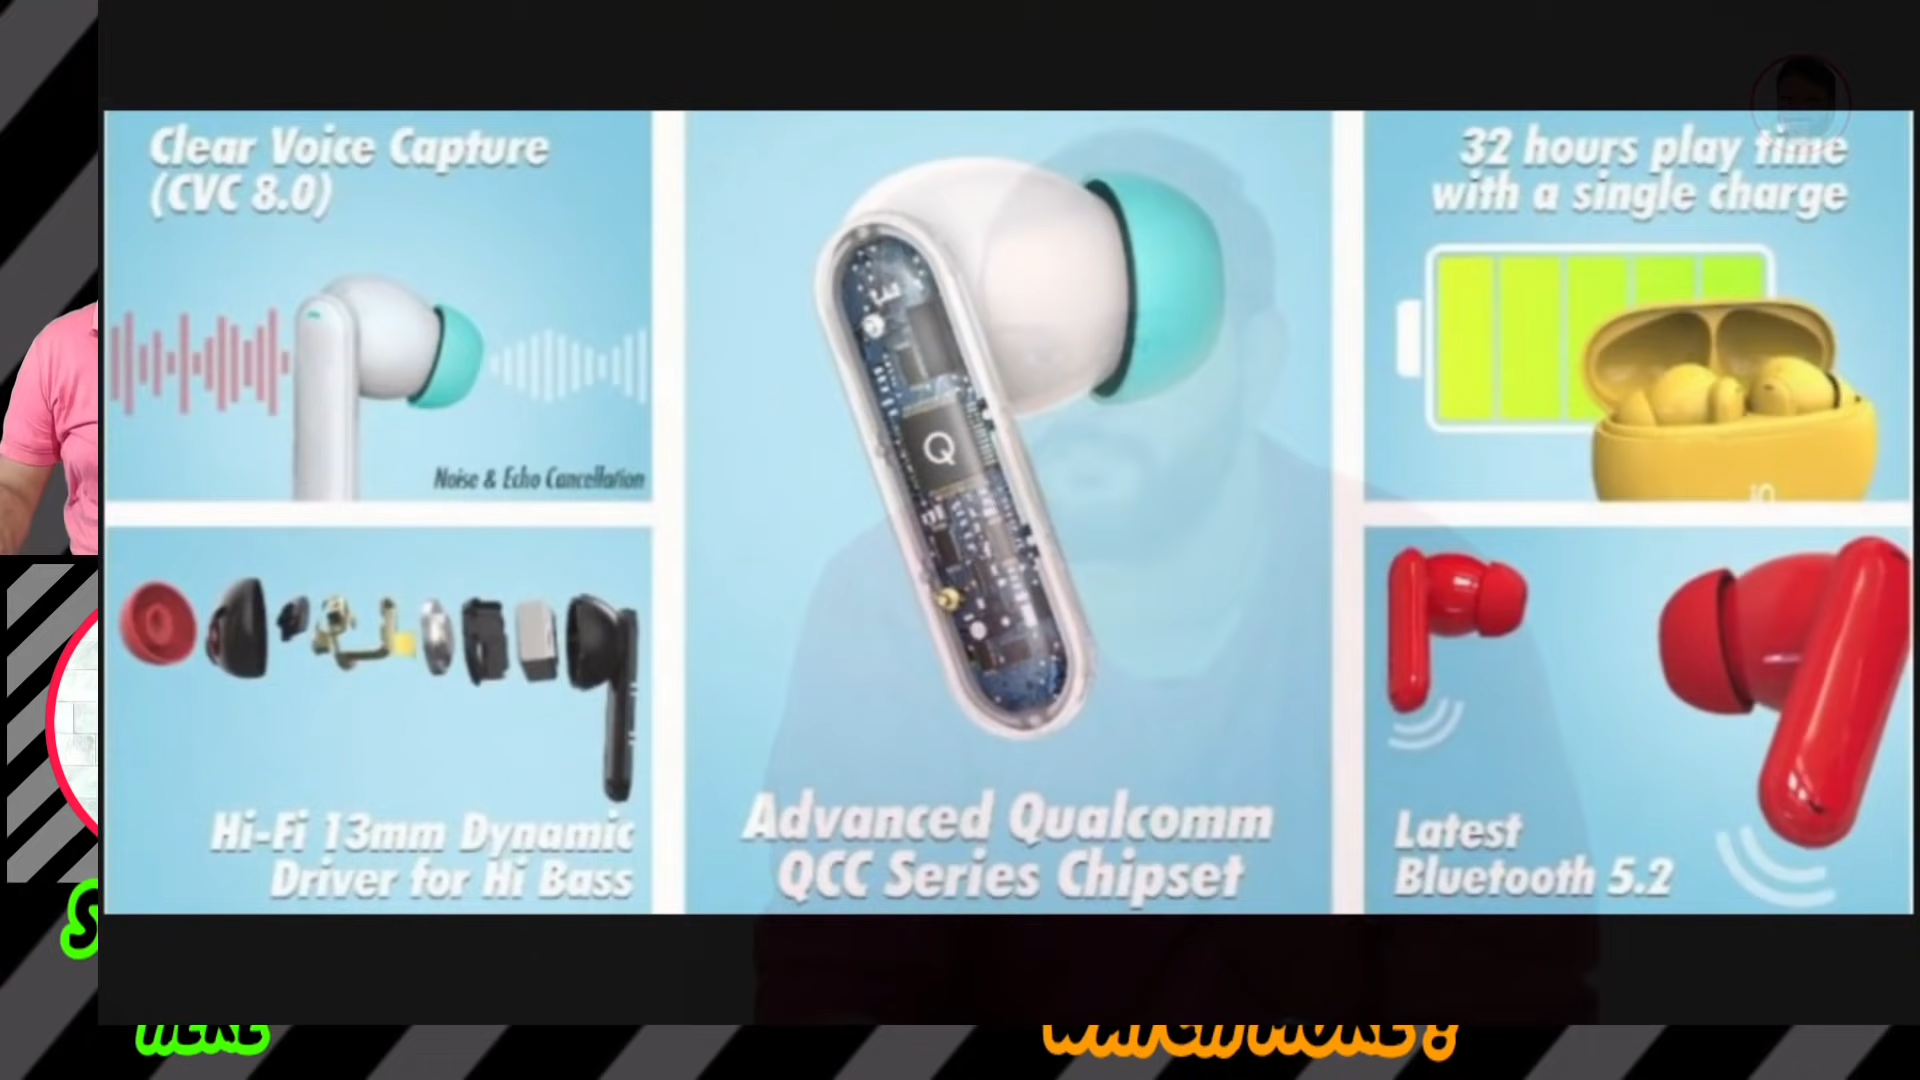 Clear Voice Capture
(CVC 8.0)
Noise & Echo Cancellation
Hi-Fi 13mm Dynamic
Driver for Hi Bass
Q
Advanced Qualcomm
QCC Series Chipset
32 hours play time
with a single charge
Latest
Bluetooth 5.2